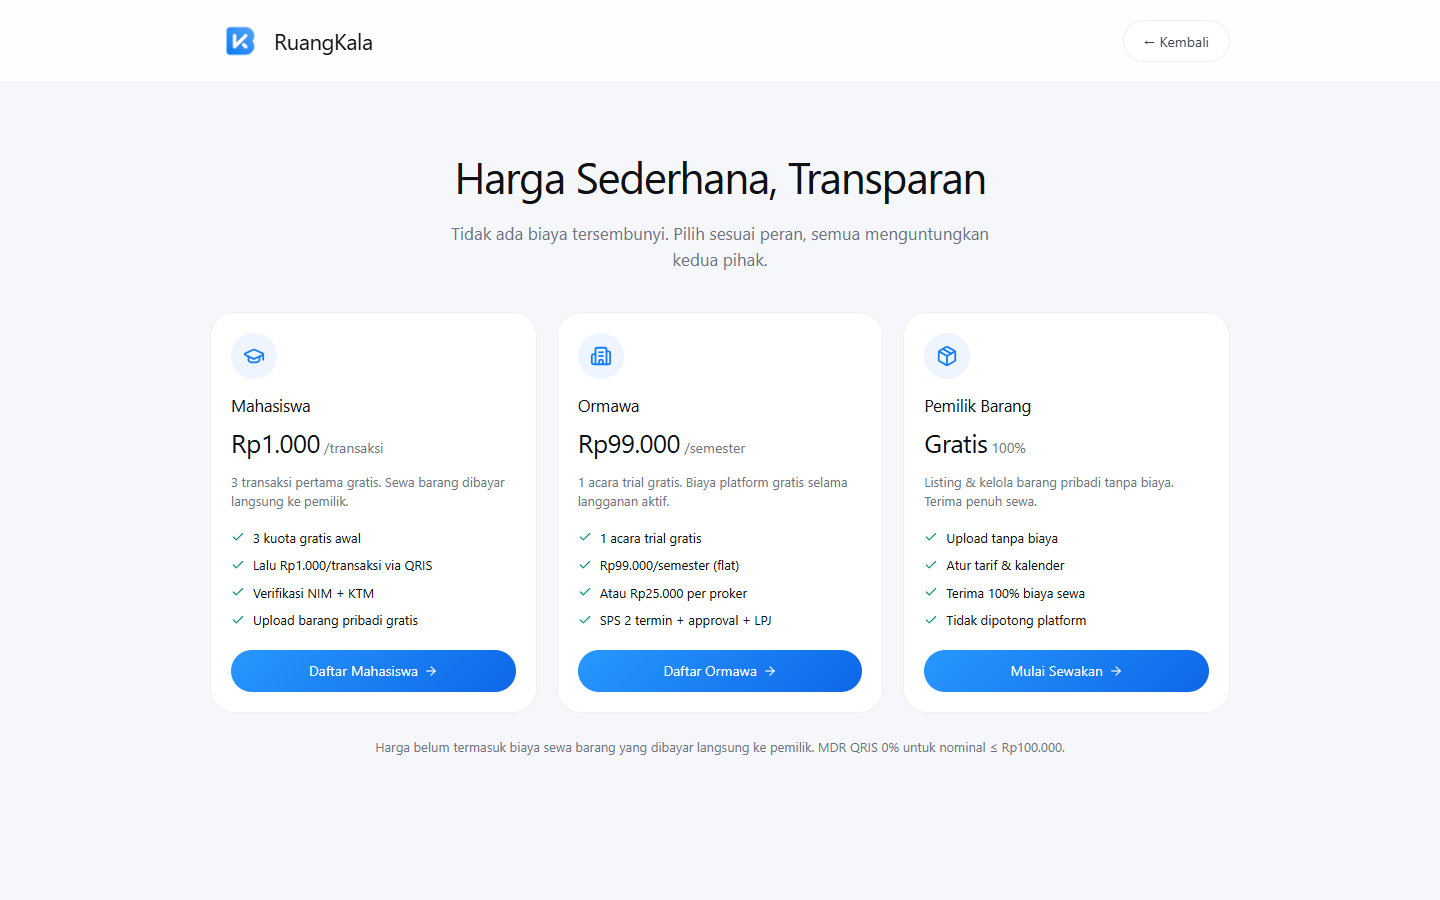 RuangKala
← Kembali
Harga Sederhana, Transparan
Tidak ada biaya tersembunyi. Pilih sesuai peran, semua menguntungkan
kedua pihak.
Mahasiswa
Rp1.000 /transaksi
3 transaksi pertama gratis. Sewa barang dibayar
langsung ke pemilik.
3 kuota gratis awal
Lalu Rp1.000/transaksi via QRIS
Verifikasi NIM + KTM
Upload barang pribadi gratis
Daftar Mahasiswa →
Ormawa
Rp99.000 /semester
1 acara trial gratis. Biaya platform gratis selama
langganan aktif.
1 acara trial gratis
Rp99.000/semester (flat)
Atau Rp25.000 per proker
SPS 2 termin + approval + LPJ
Daftar Ormawa →
Pemilik Barang
Gratis 100%
Listing & kelola barang pribadi tanpa biaya.
Terima penuh sewa.
Upload tanpa biaya
Atur tarif & kalender
Terima 100% biaya sewa
Tidak dipotong platform
Mulai Sewakan →
Harga belum termasuk biaya sewa barang yang dibayar langsung ke pemilik. MDR QRIS 0% untuk nominal ≤ Rp100.000.